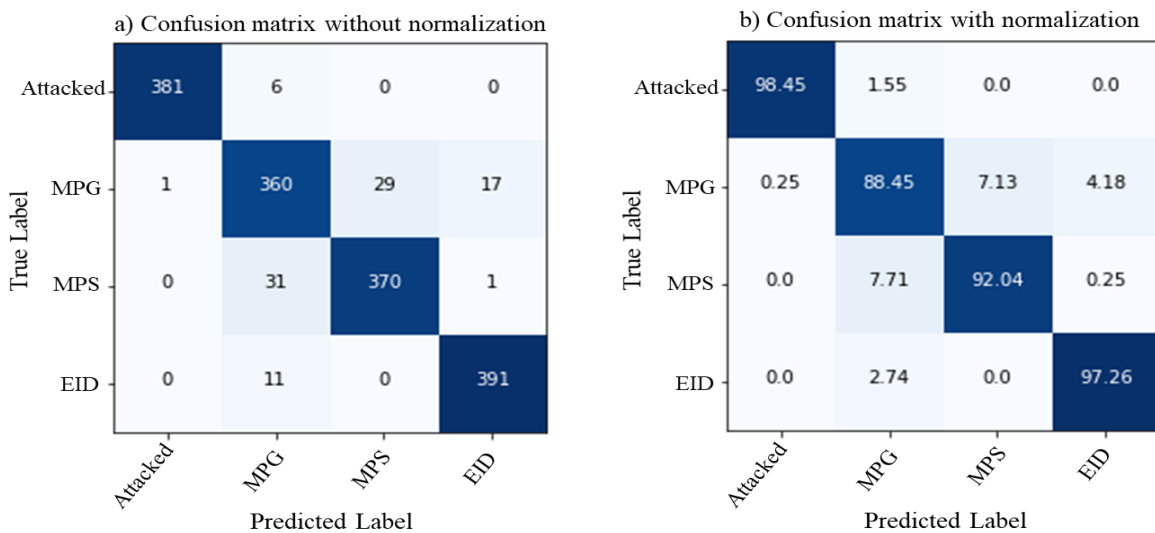 a) Confusion matrix without normalization
True Label
Attacked 381 6 0 0
MPG 1 360 29 17
MPS 0 31 370 1
EID 0 11 0 391
Attacked MPG MPS EID
Predicted Label
b) Confusion matrix with normalization
True Label
Attacked 98.45 1.55 0.0 0.0
MPG 0.25 88.45 7.13 4.18
MPS 0.0 7.71 92.04 0.25
EID 0.0 2.74 0.0 97.26
Attacked MPG MPS EID
Predicted Label